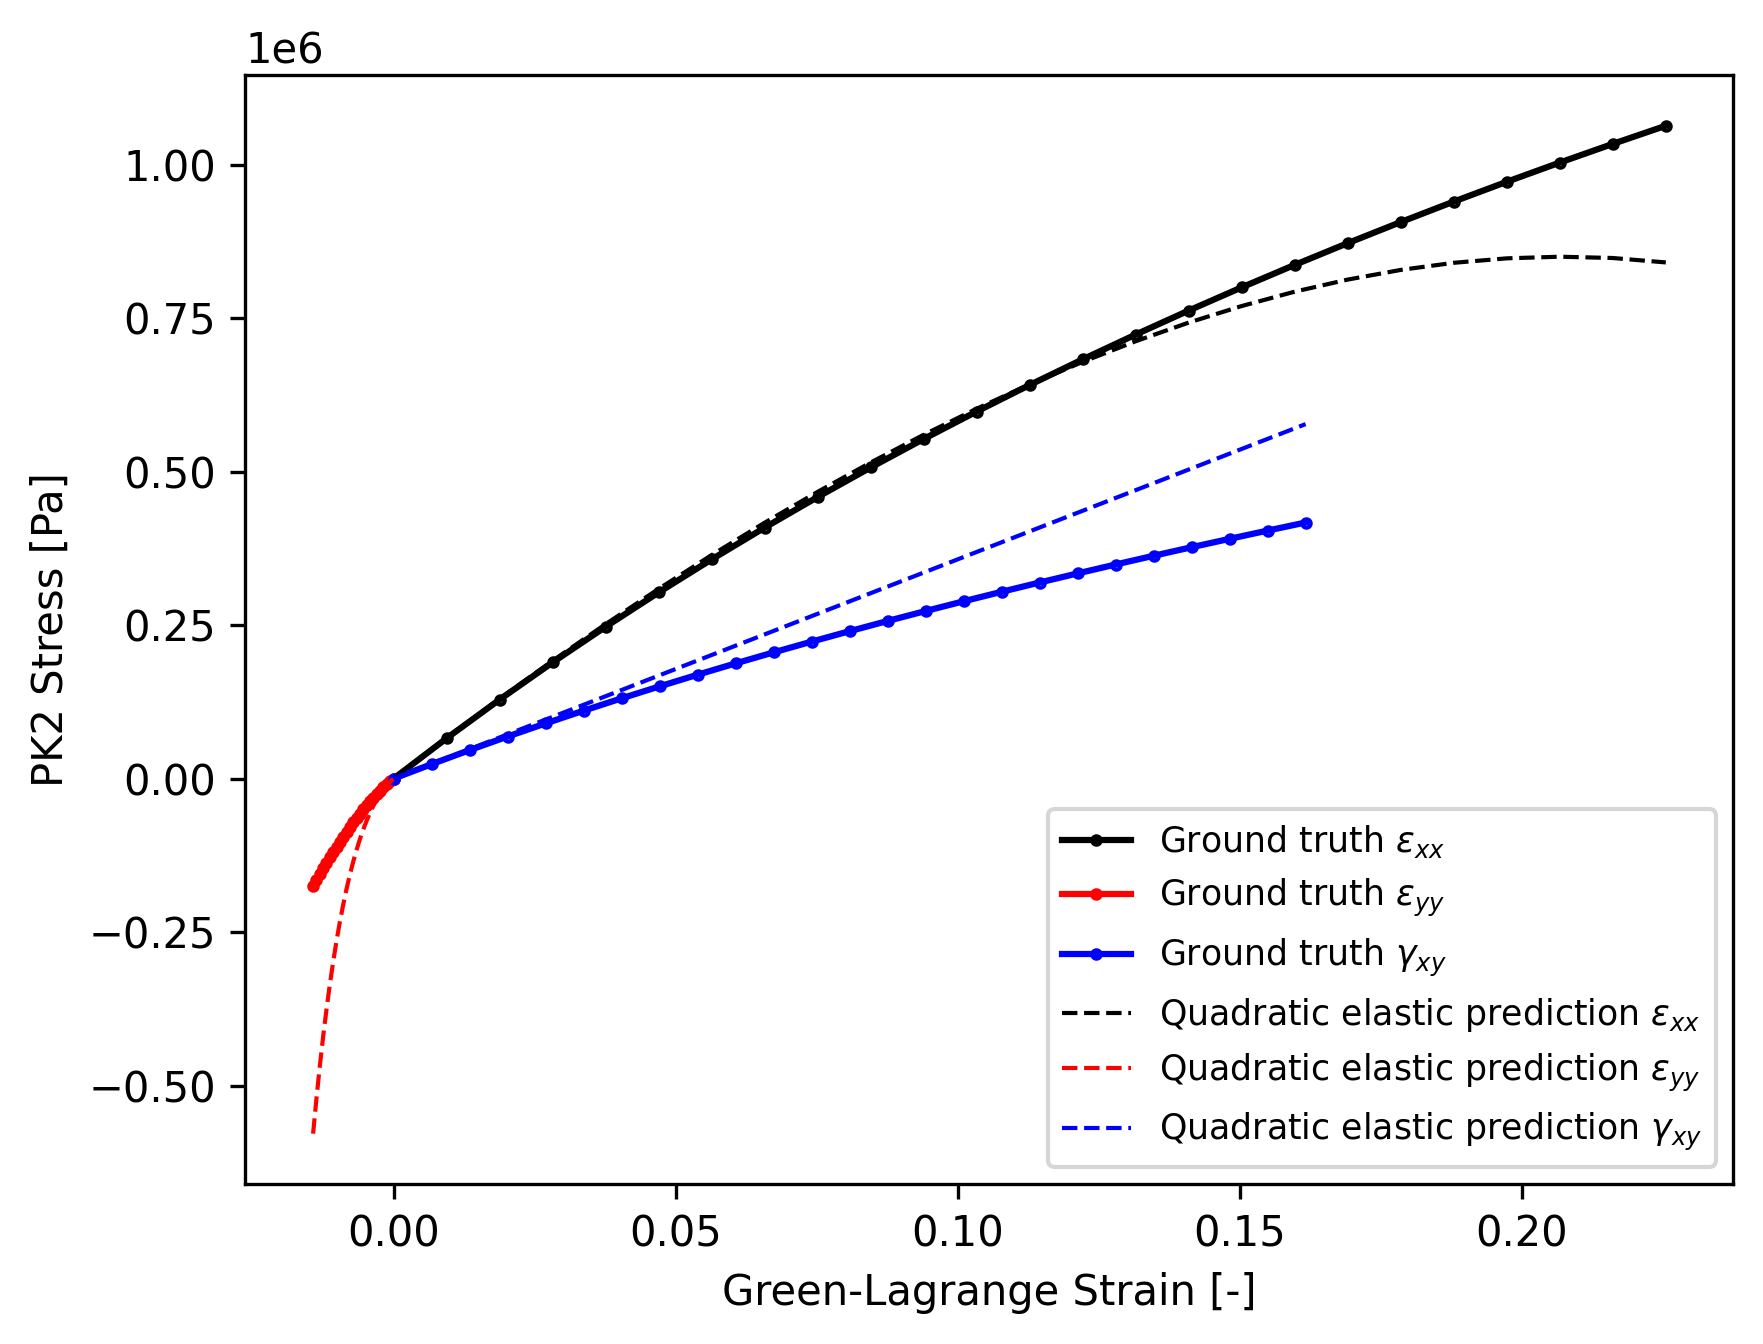 1e6
1.00
0.75
0.50
0.25
0.00
−0.25
−0.50
PK2 Stress [Pa]
0.00 0.05 0.10 0.15 0.20
Green-Lagrange Strain [-]
Ground truth εxx
Ground truth εyy
Ground truth γxy
Quadratic elastic prediction εxx
Quadratic elastic prediction εyy
Quadratic elastic prediction γxy